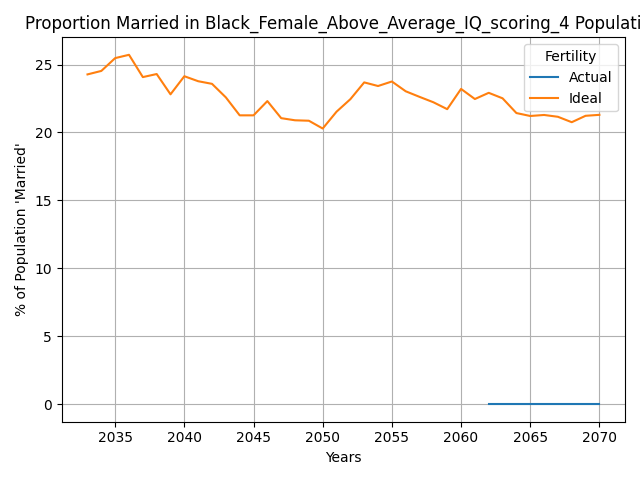 Proportion Married in Black_Female_Above_Average_IQ_scoring_4 Populati
Fertility
Actual
Ideal
% of Population 'Married'
25
20
15
10
5
0
2035 2040 2045 2050 2055 2060 2065 2070
Years